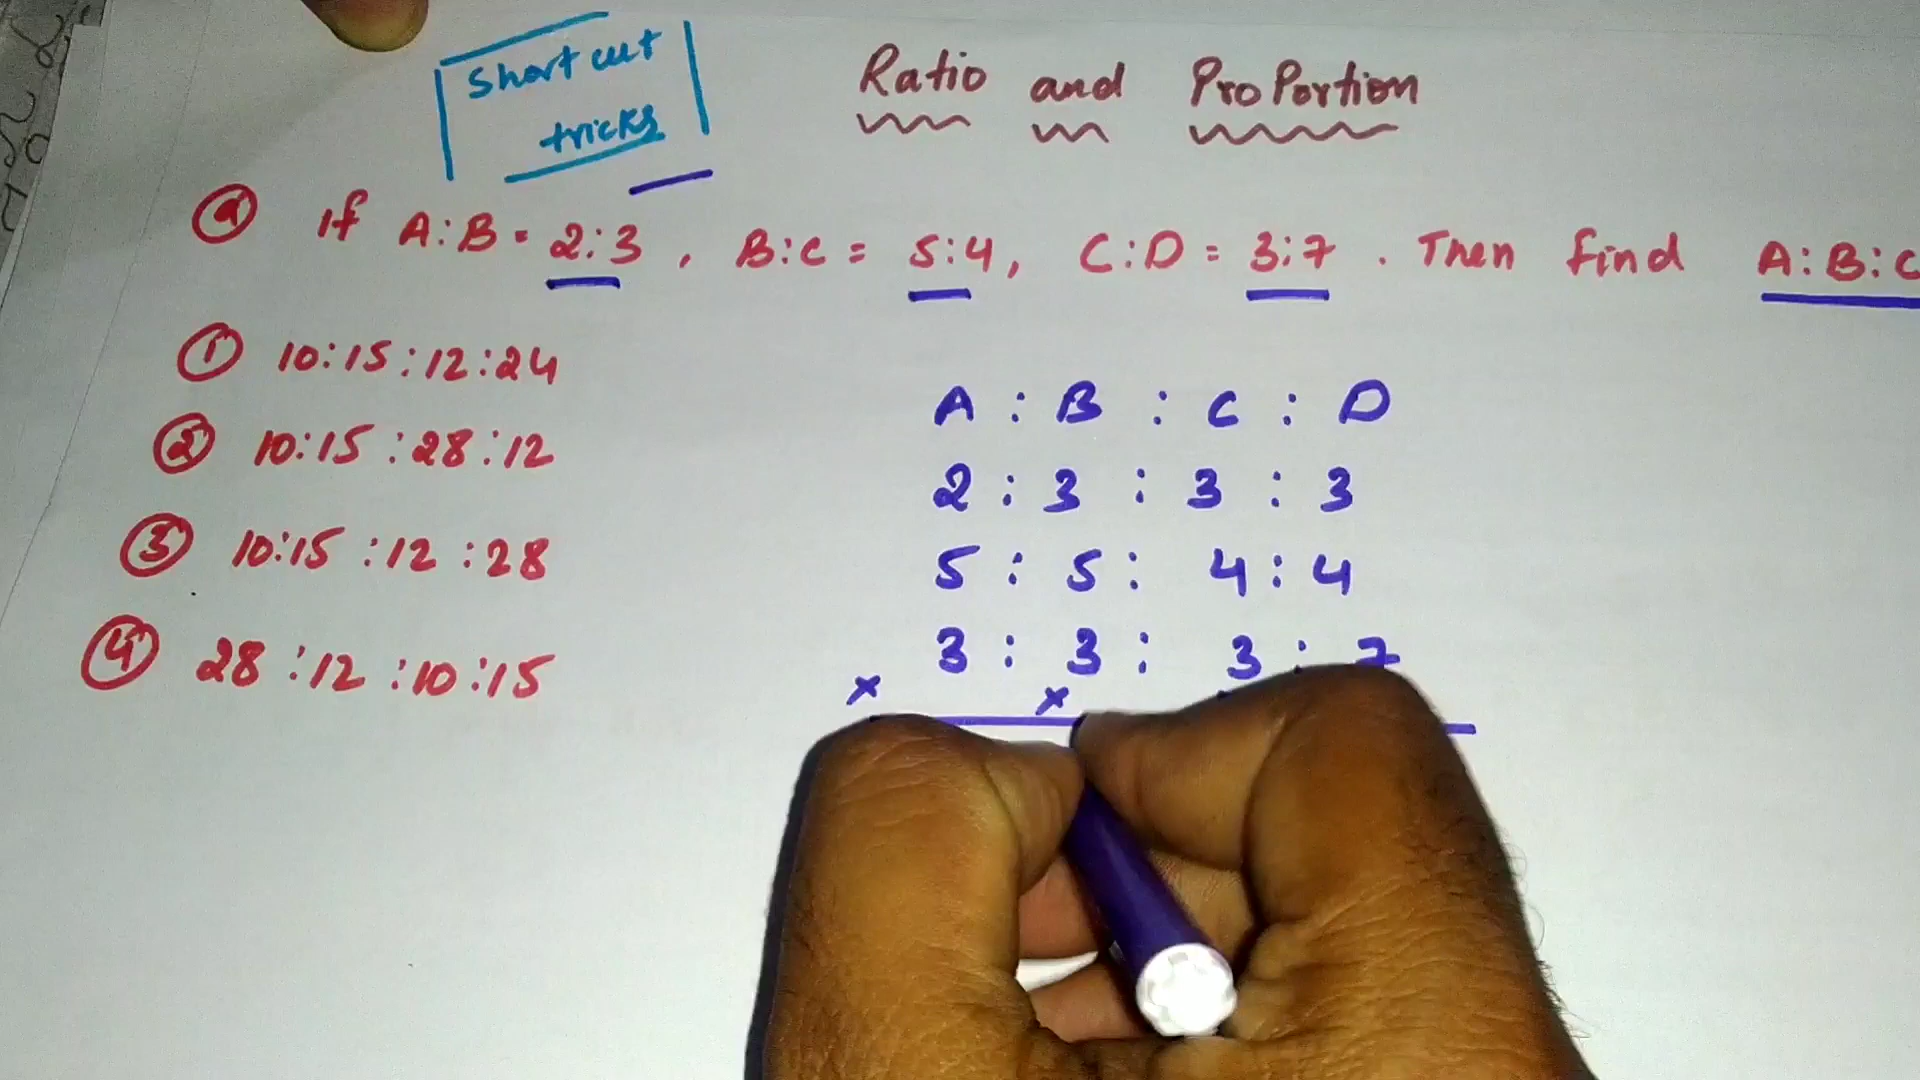 Short cut
tricks
Ratio and Proportion
Q If A:B = 2:3, B:C = 5:4, C:D = 3:7. Then find A:B:C
1 10:15:12:24
2 10:15:28:12
3 10:15:12:28
4 28:12:10:15
A : B : C : D
2 : 3 : 3 : 3
5 : 5 : 4 : 4
3 : 3 : 3 : 7
x x